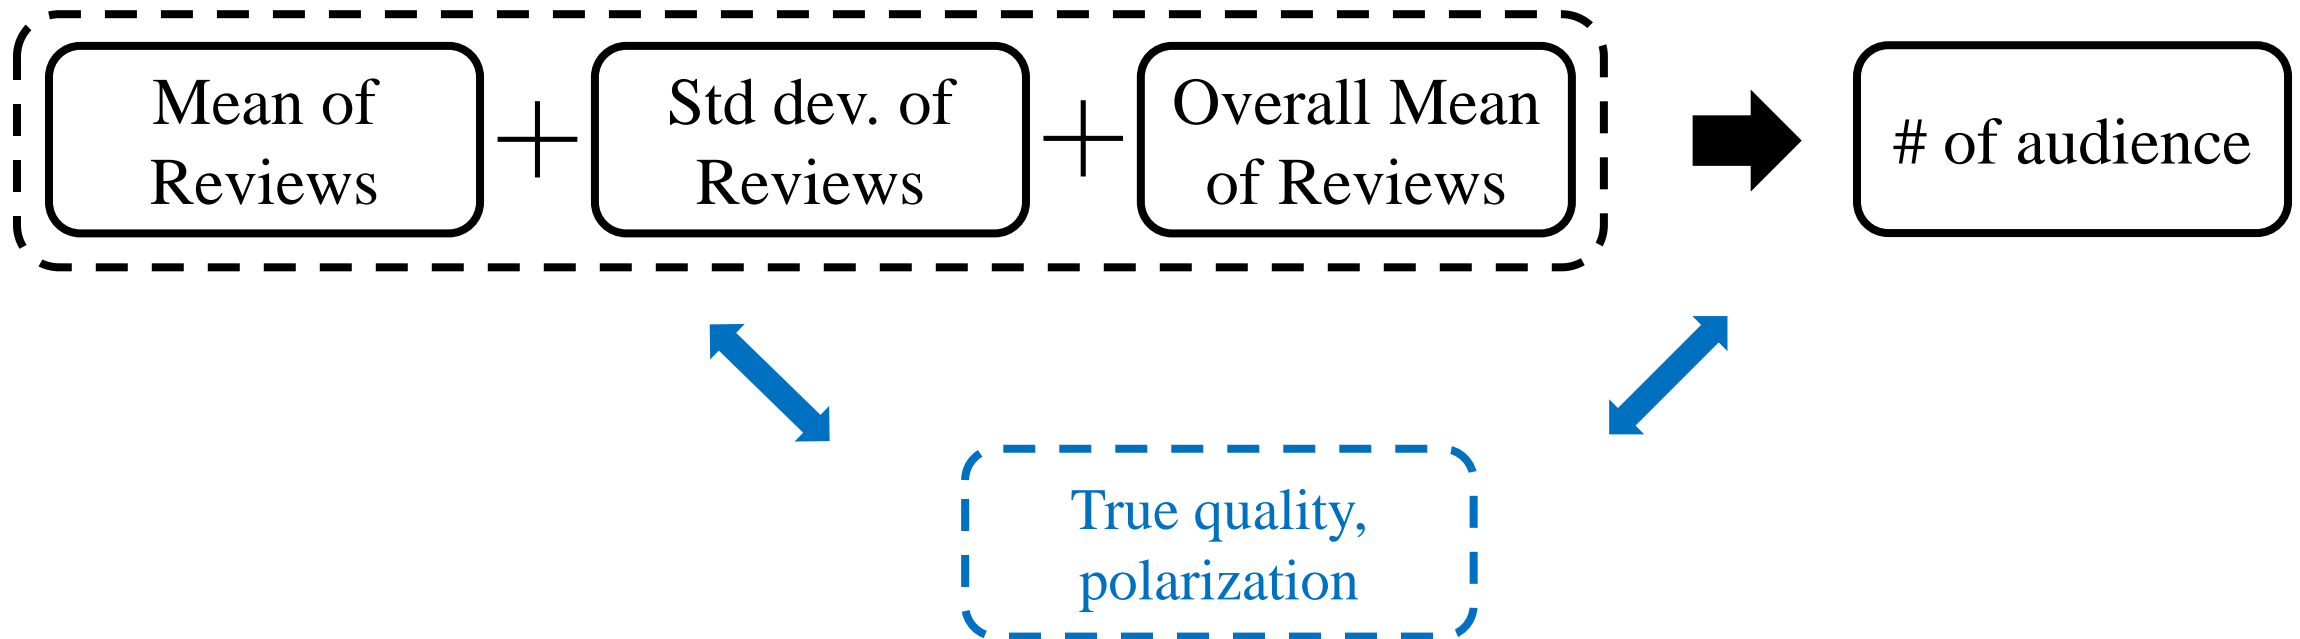 Mean of
Reviews
+
Std dev. of
Reviews
+
Overall Mean
of Reviews
# of audience
True quality,
polarization